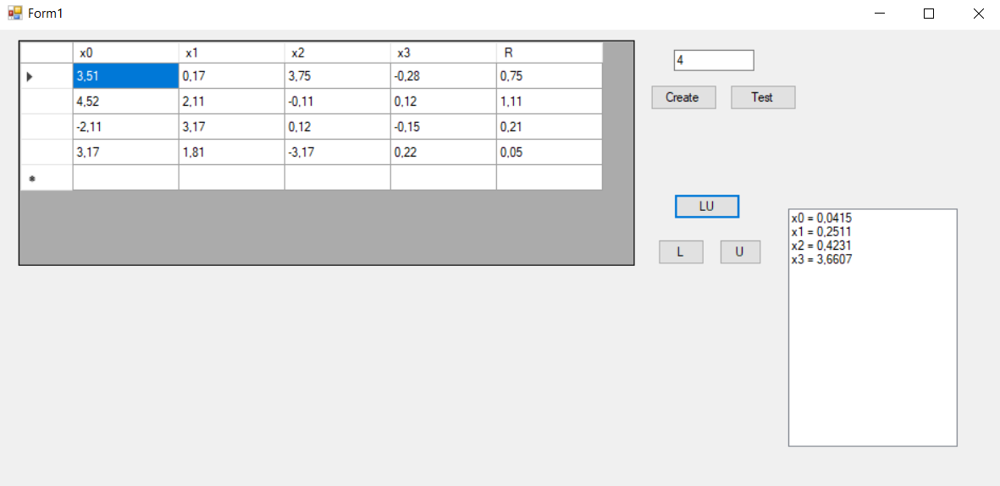 Form1
x0 x1 x2 x3 R
3,51 0,17 3,75 -0,28 0,75
4,52 2,11 -0,11 0,12 1,11
-2,11 3,17 0,12 -0,15 0,21
3,17 1,81 -3,17 0,22 0,05
4
Create Test
LU
L U
x0 = 0,0415
x1 = 0,2511
x2 = 0,4231
x3 = 3,6607